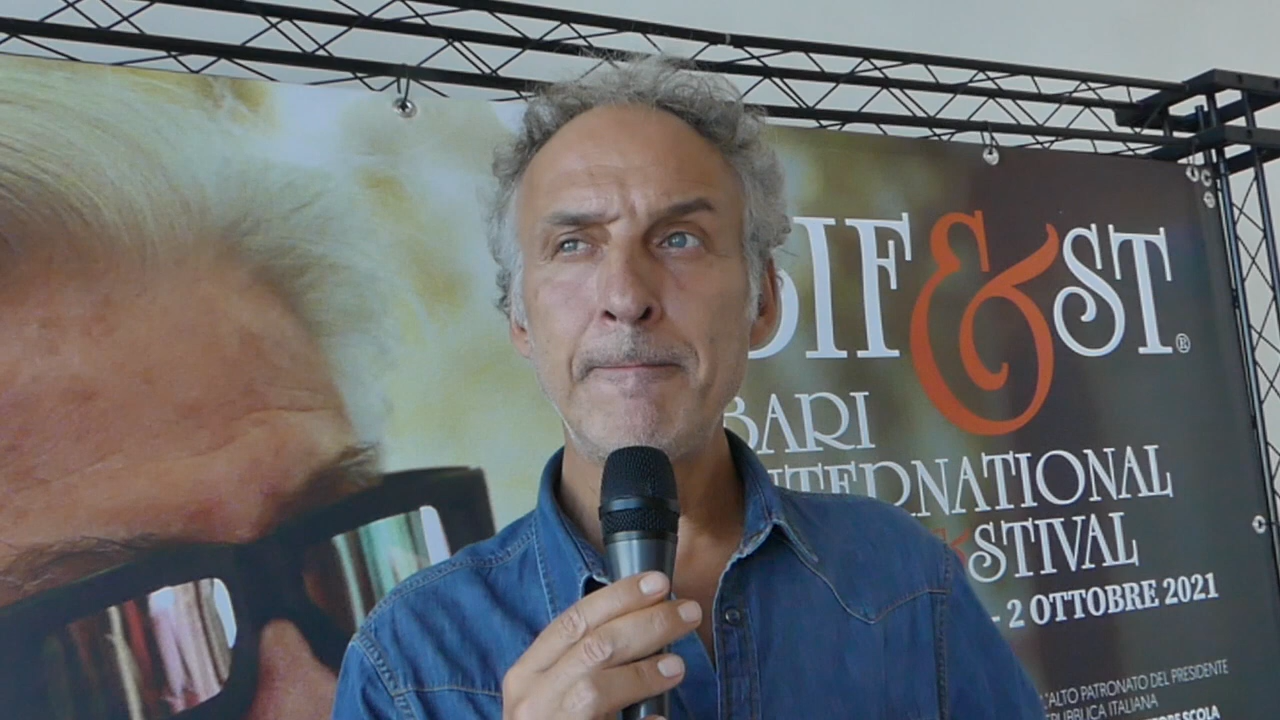 BIF&ST®
BARI
INTERNATIONAL
STIVAL
- 2 OTTOBRE 2021
L'ALTO PATRONATO DEL PRESIDENTE
REPUBBLICA ITALIANA